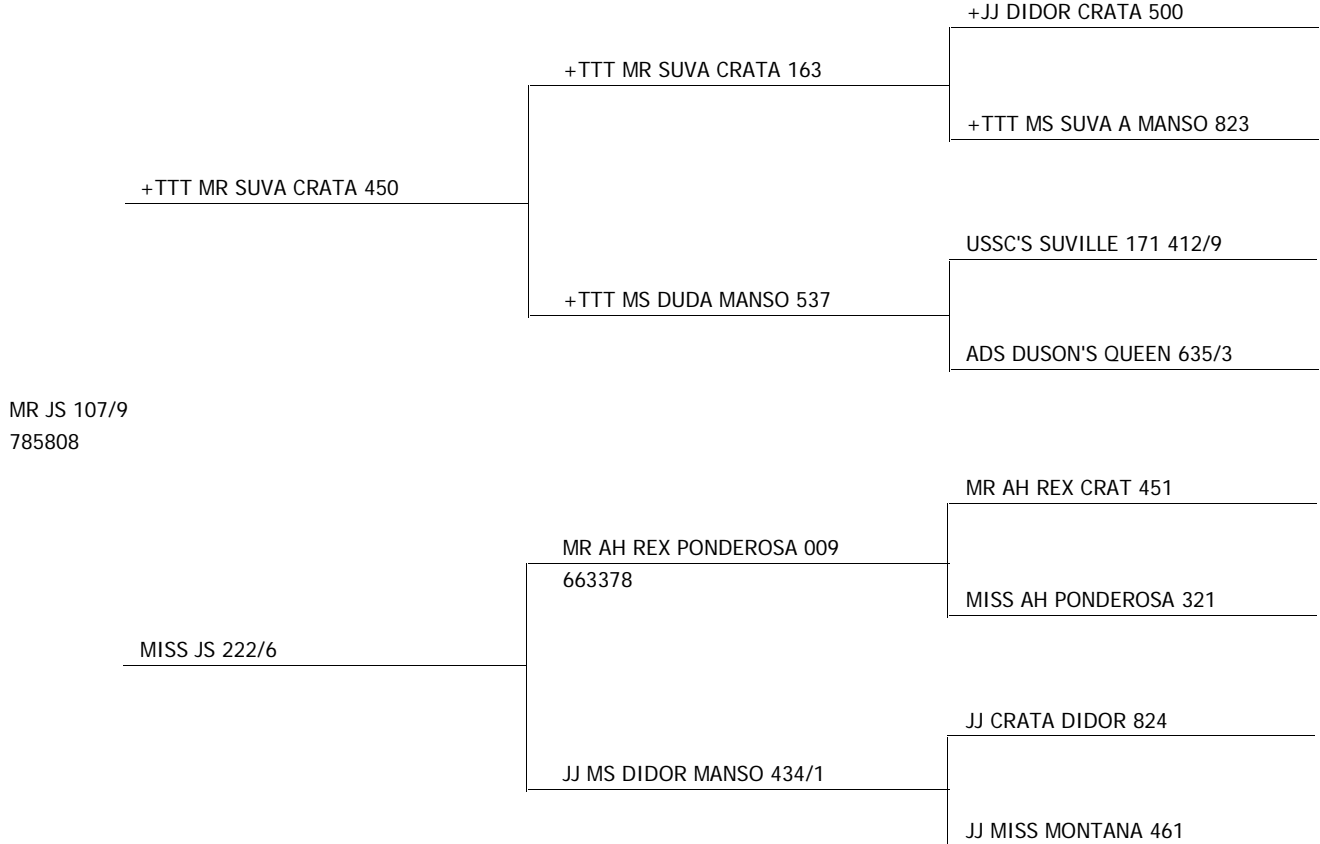 +JJ DIDOR CRATA 500
+TTT MR SUVA CRATA 163
+TTT MS SUVA A MANSO 823
+TTT MR SUVA CRATA 450
USSC'S SUVILLE 171 412/9
+TTT MS DUDA MANSO 537
ADS DUSON'S QUEEN 635/3
MR JS 107/9
785808
MR AH REX CRAT 451
MR AH REX PONDEROSA 009
663378
MISS AH PONDEROSA 321
MISS JS 222/6
JJ CRATA DIDOR 824
JJ MS DIDOR MANSO 434/1
JJ MISS MONTANA 461